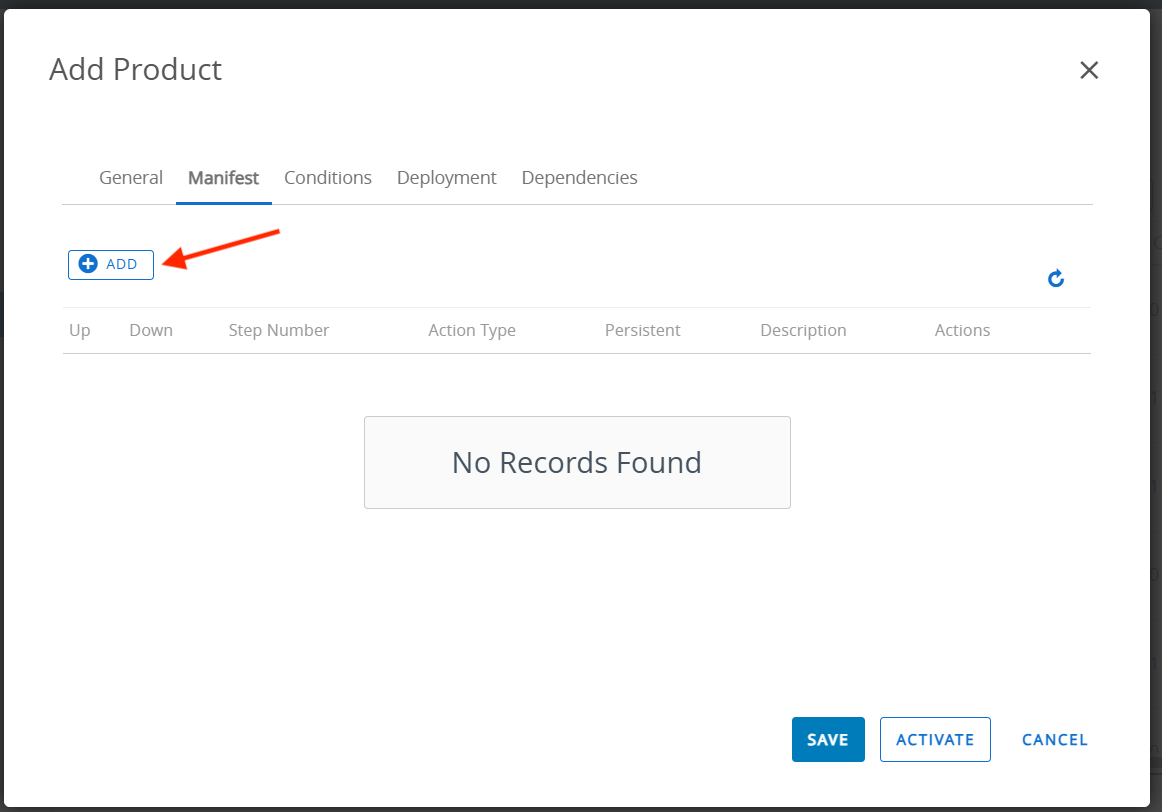 Add Product
General Manifest Conditions Deployment Dependencies
ADD
Up Down Step Number Action Type Persistent Description Actions
No Records Found
SAVE ACTIVATE CANCEL